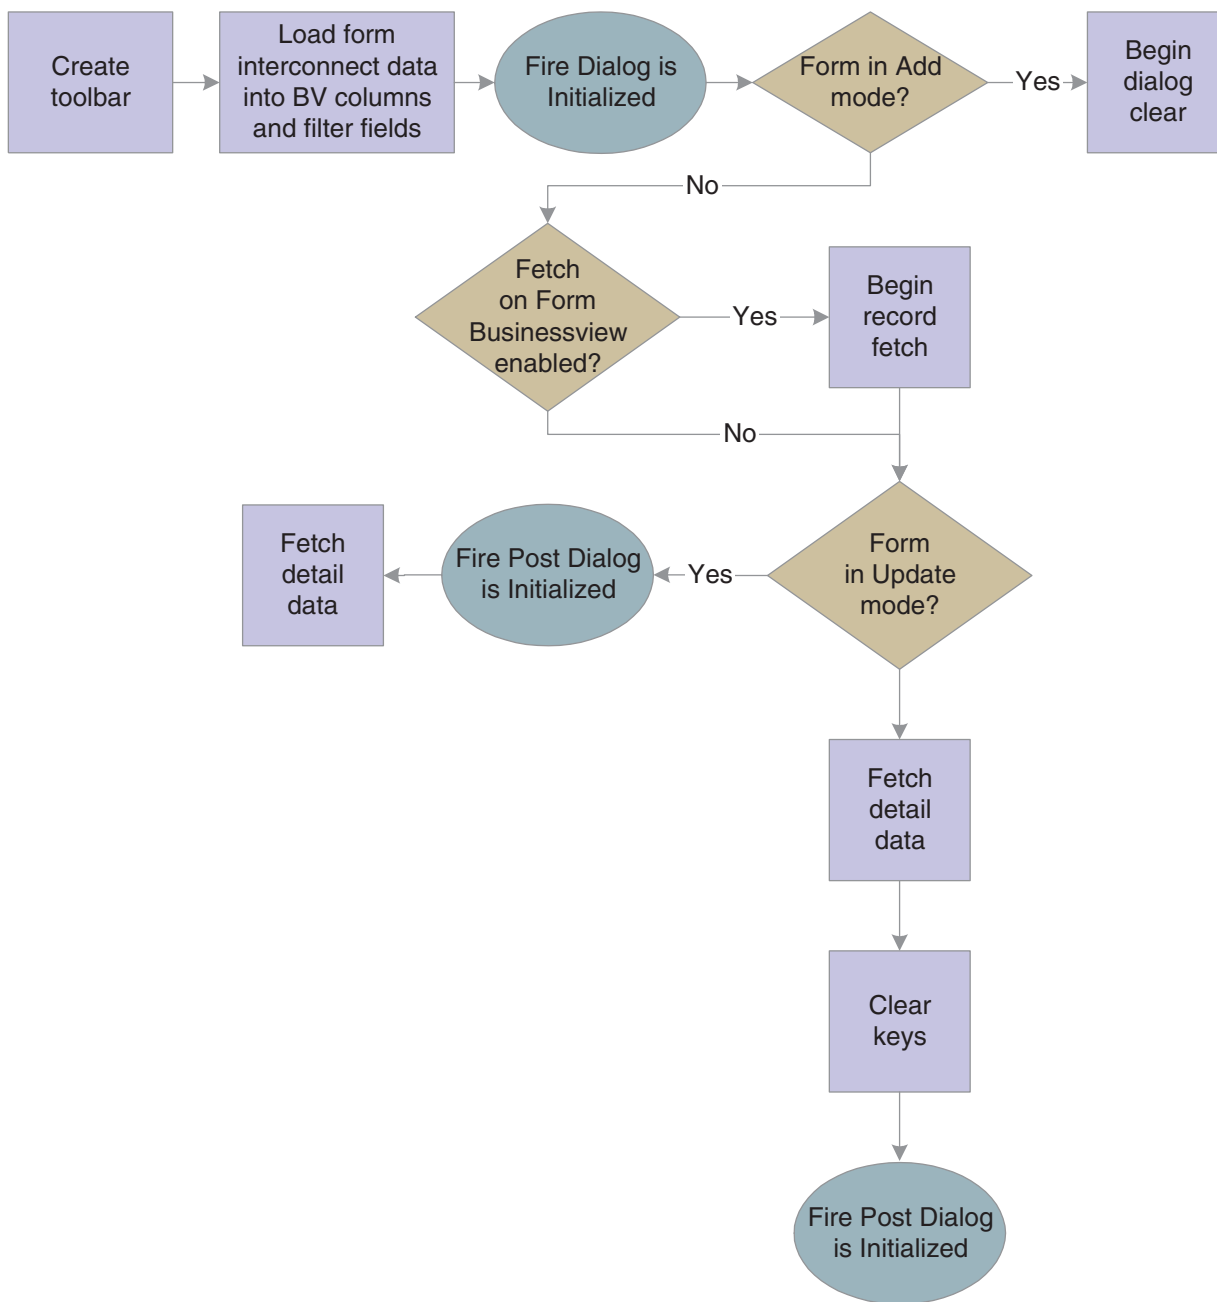 Create
toolbar
Load form
interconnect data
into BV columns
and filter fields
Fire Dialog is
Initialized
Form in Add
mode?
Yes
Begin
dialog
clear
No
Fetch
on Form
Businessview
enabled?
Yes
Begin
record
fetch
No
Form
in Update
mode?
Yes
Fire Post Dialog
is Initialized
Fetch
detail
data
Fetch
detail
data
Clear
keys
Fire Post Dialog
is Initialized